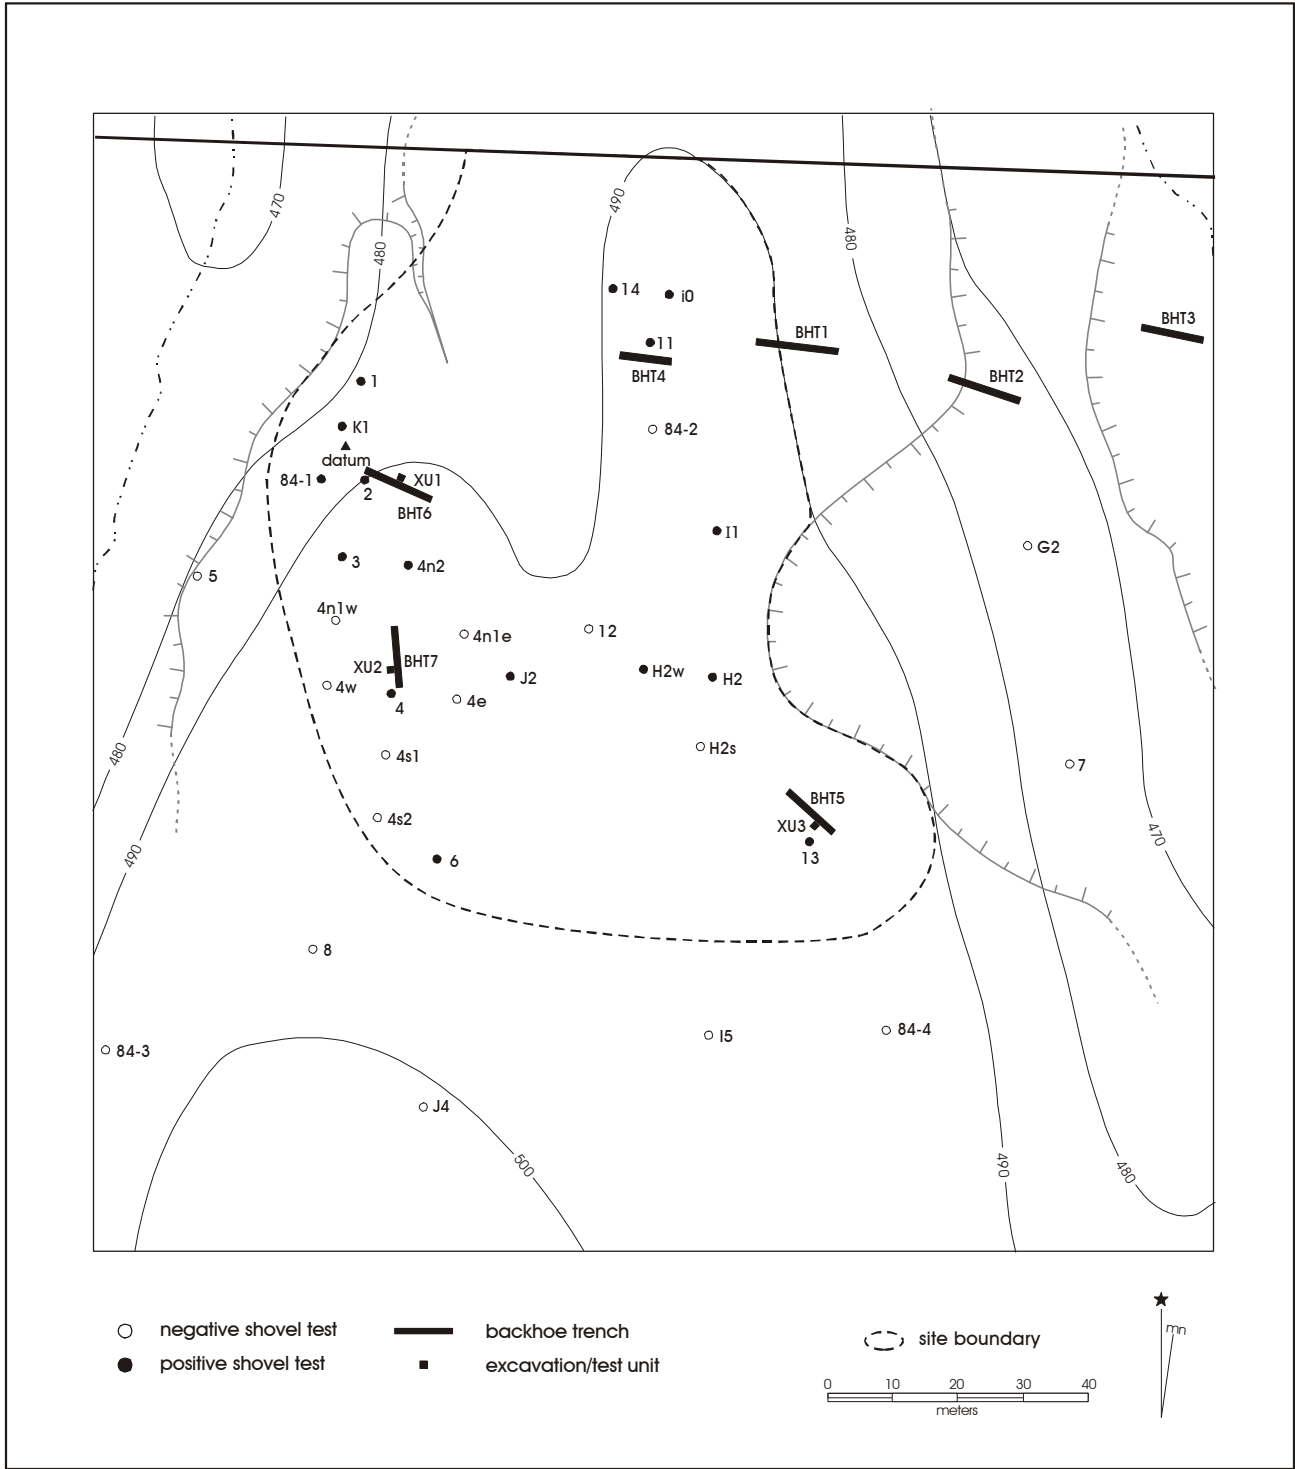 470
480
490
480
14
i0
11
BHT4
BHT1
BHT3
BHT2
1
K1
datum
84-1
2
XU1
BHT6
84-2
I1
G2
3
4n2
5
4n1w
4n1e
12
XU2
BHT7
4w
4
J2
4e
H2w
H2
4s1
H2s
7
480
4s2
BHT5
XU3
13
470
490
6
8
84-3
I5
84-4
J4
500
490
480
negative shovel test
backhoe trench
site boundary
mn
positive shovel test
excavation/test unit
0 10 20 30 40
meters